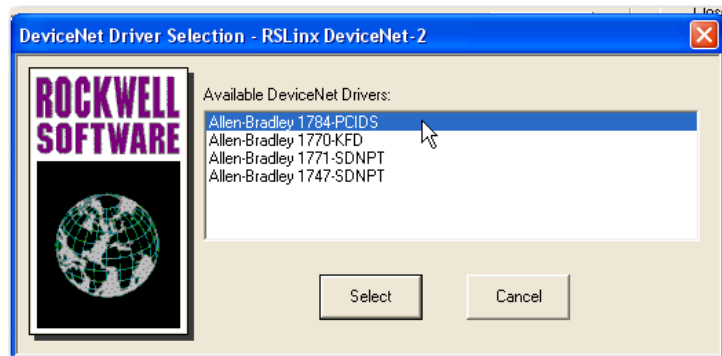 DeviceNet Driver Selection - RSLinx DeviceNet-2
ROCKWELL
SOFTWARE
Available DeviceNet Drivers:
Allen-Bradley 1784-PCIDS
Allen-Bradley 1770-KFD
Allen-Bradley 1771-SDNPT
Allen-Bradley 1747-SDNPT
Select
Cancel